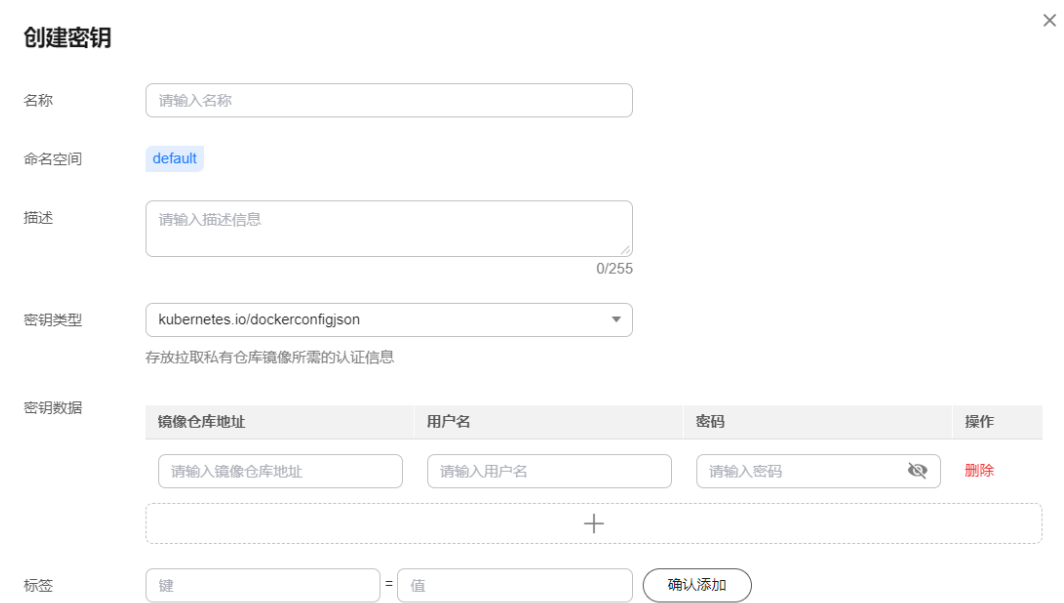 创建密钥
名称 请输入名称
命名空间 default
描述 请输入描述信息
0/255
密钥类型 kubernetes.io/dockerconfigjson
存放拉取私有仓库镜像所需的认证信息
密钥数据 镜像仓库地址 用户名 密码 操作
请输入镜像仓库地址 请输入用户名 请输入密码 删除
标签 键 = 值 确认添加